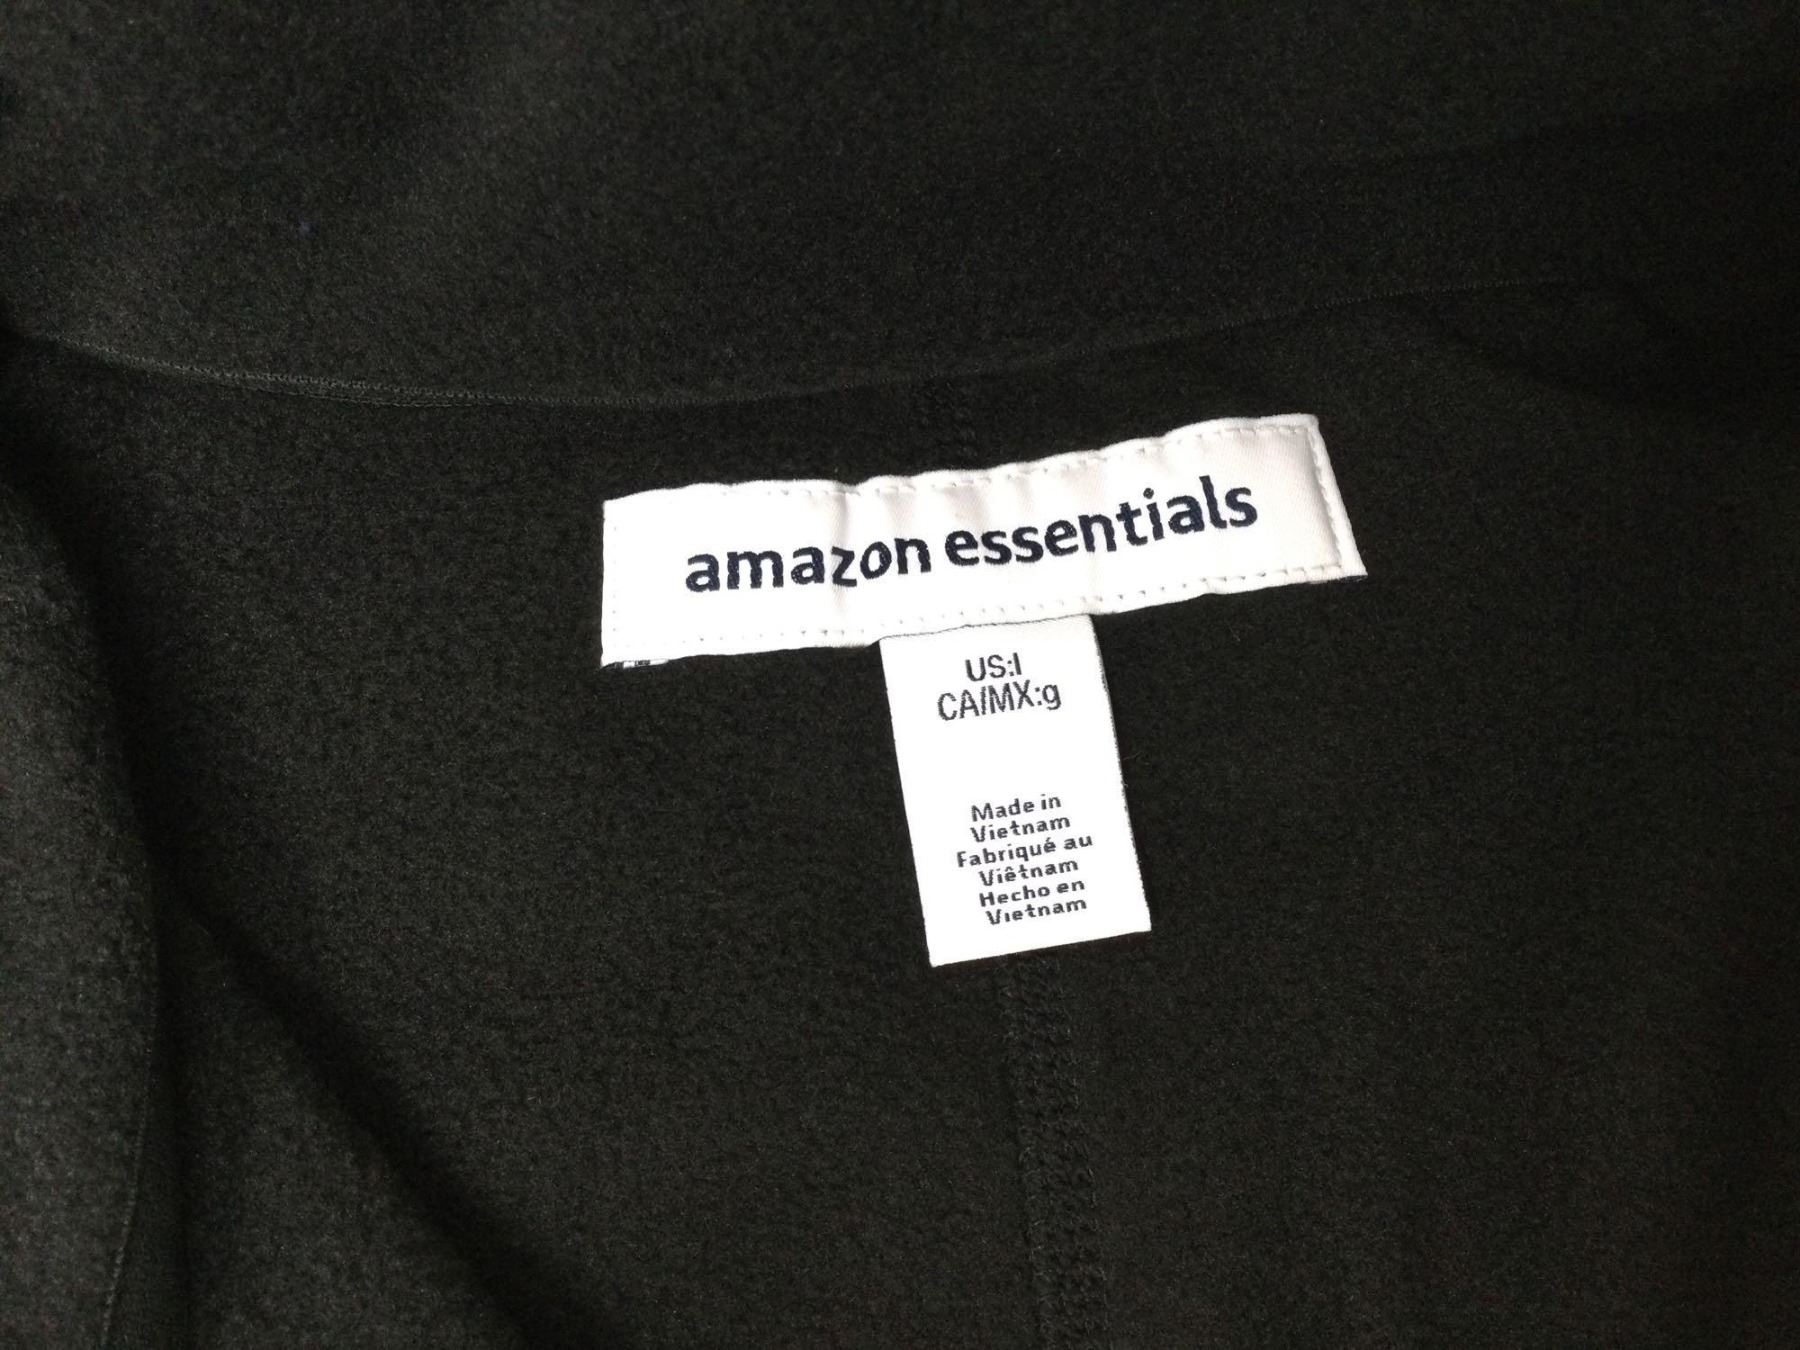 amazon essentials
US:l
CA/MX:g
Made in
Vietnam
Fabriqué au
Viêtnam
Hecho en
Vietnam